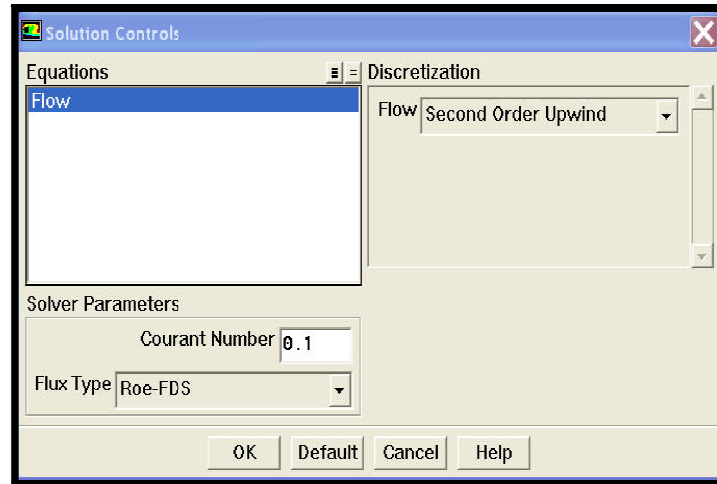 Solution Controls
Equations
Flow
Discretization
Flow Second Order Upwind
Solver Parameters
Courant Number 0.1
Flux Type Roe-FDS
OK Default Cancel Help